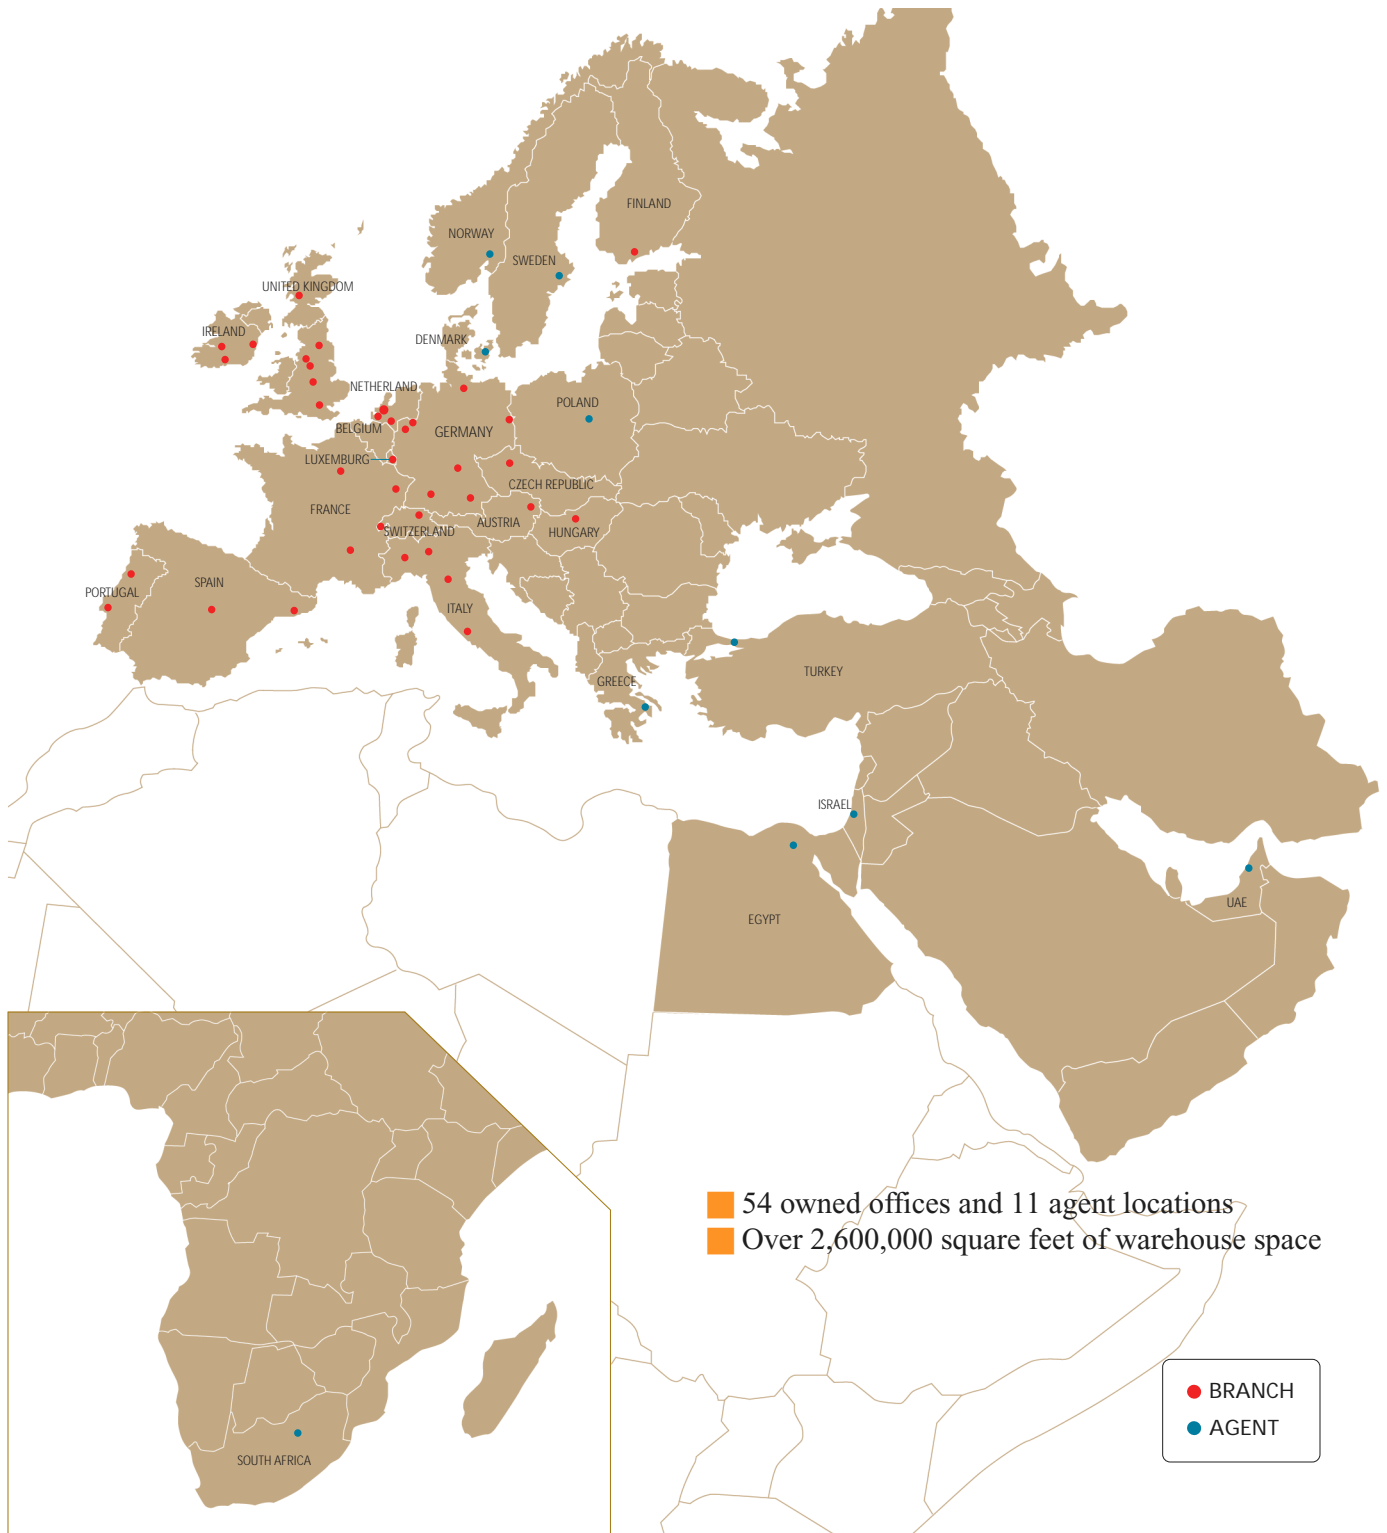 FINLAND
NORWAY
SWEDEN
UNITED KINGDOM
IRELAND
DENMARK
NETHERLAND
POLAND
BELGIUM
GERMANY
LUXEMBURG
CZECH REPUBLIC
FRANCE
AUSTRIA
SWITZERLAND
HUNGARY
SPAIN
PORTUGAL
ITALY
TURKEY
GREECE
ISRAEL
UAE
EGYPT
54 owned offices and 11 agent locations
Over 2,600,000 square feet of warehouse space
BRANCH
AGENT
SOUTH AFRICA